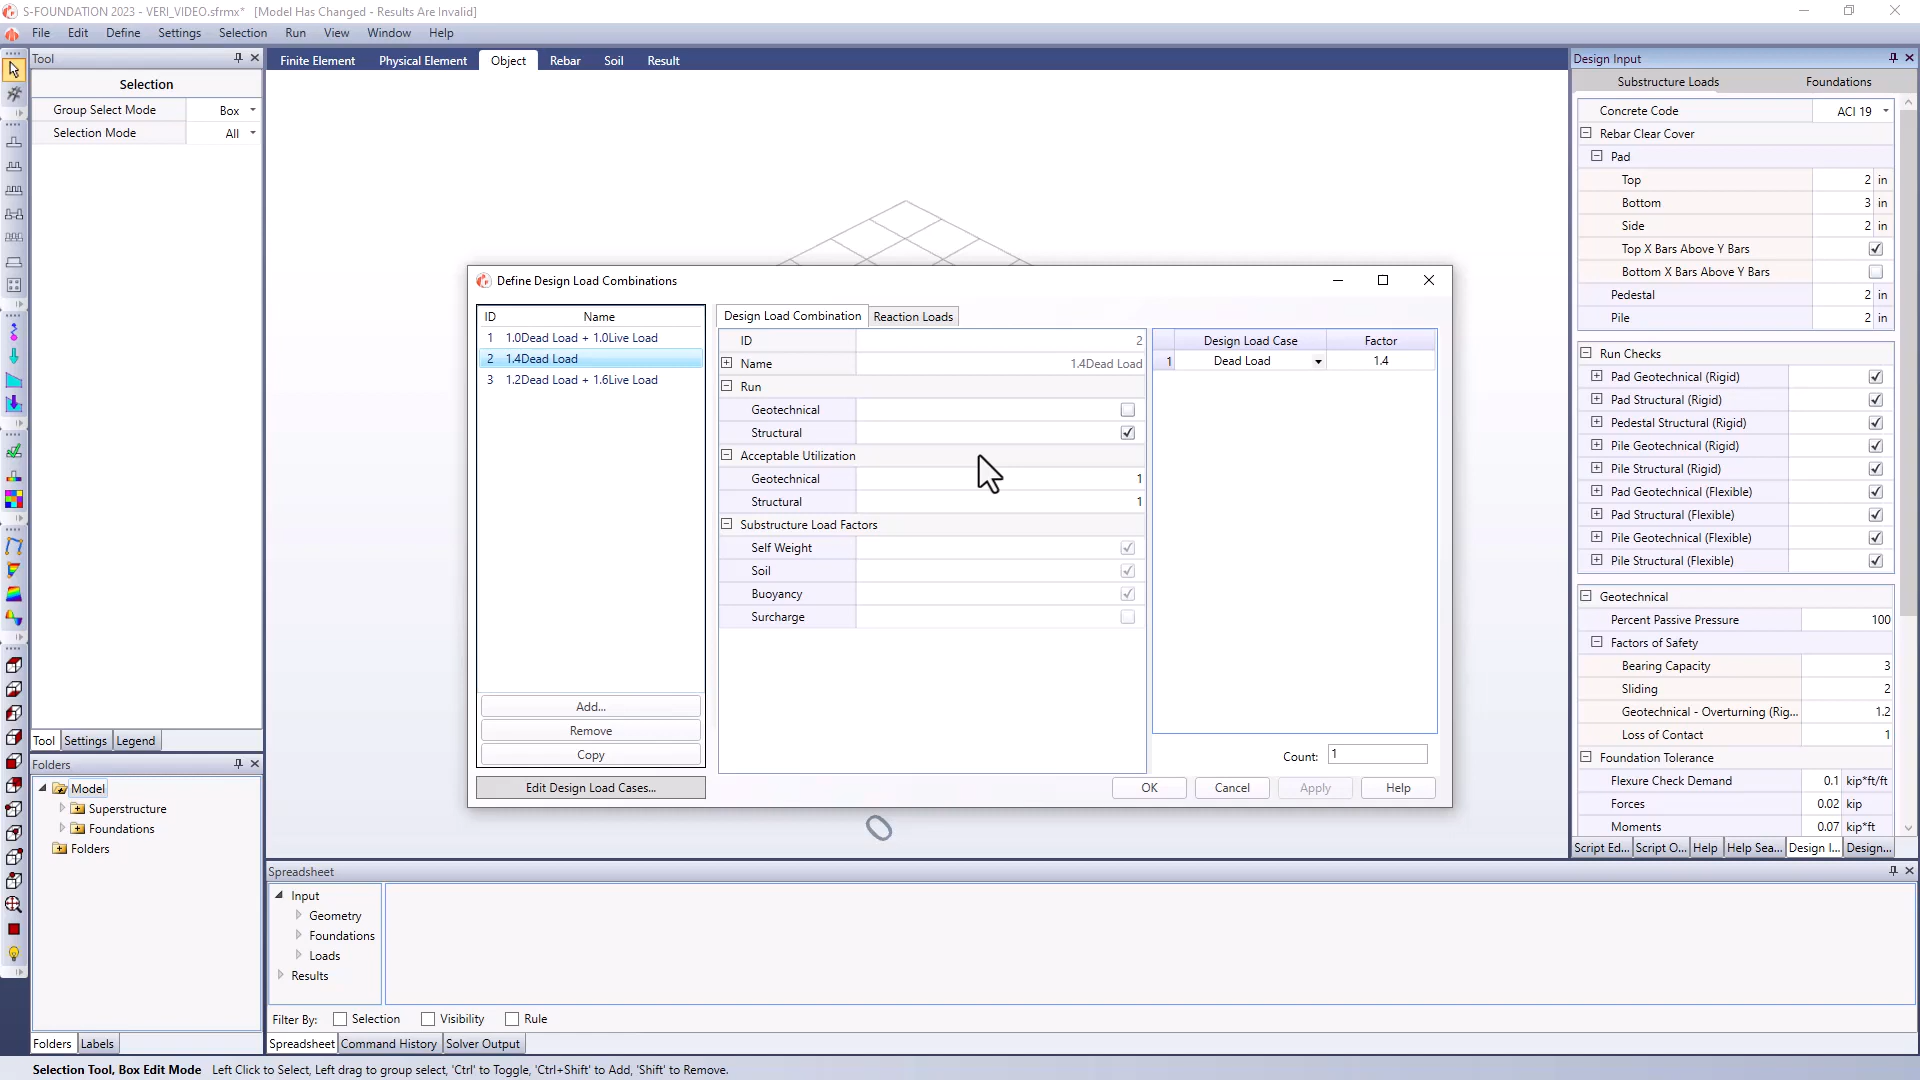 S-FOUNDATION 2023 - VERI_VIDEO.sfrmx*   [Model Has Changed - Results Are Invalid]
File Edit Define Settings Selection Run View Window Help
Tool
Selection
Group Select Mode Box
Selection Mode All
Tool Settings Legend
Folders
Model
Superstructure
Foundations
Folders
Folders Labels
Finite Element Physical Element Object Rebar Soil Result
Define Design Load Combinations
ID Name
1 1.0Dead Load + 1.0Live Load
2 1.4Dead Load
3 1.2Dead Load + 1.6Live Load
Add...
Remove
Copy
Edit Design Load Cases...
Design Load Combination Reaction Loads
ID 2
Name 1.4Dead Load
Run
Geotechnical
Structural
Acceptable Utilization
Geotechnical 1
Structural 1
Substructure Load Factors
Self Weight
Soil
Buoyancy
Surcharge
Design Load Case Factor
1 Dead Load 1.4
Count: 1
OK Cancel Apply Help
Spreadsheet
Input
Geometry
Foundations
Loads
Results
Filter By: Selection Visibility Rule
Spreadsheet Command History Solver Output
Design Input
Substructure Loads Foundations
Concrete Code ACI 19
Rebar Clear Cover
Pad
Top 2 in
Bottom 3 in
Side 2 in
Top X Bars Above Y Bars
Bottom X Bars Above Y Bars
Pedestal 2 in
Pile 2 in
Run Checks
Pad Geotechnical (Rigid)
Pad Structural (Rigid)
Pedestal Structural (Rigid)
Pile Geotechnical (Rigid)
Pile Structural (Rigid)
Pad Geotechnical (Flexible)
Pad Structural (Flexible)
Pile Geotechnical (Flexible)
Pile Structural (Flexible)
Geotechnical
Percent Passive Pressure 100
Factors of Safety
Bearing Capacity 3
Sliding 2
Geotechnical - Overturning (Rig... 1.2
Loss of Contact 1
Foundation Tolerance
Flexure Check Demand 0.1 kip*ft/ft
Forces 0.02 kip
Moments 0.07 kip*ft
Script Ed... Script O... Help Help Sea... Design I... Design...
Selection Tool, Box Edit Mode Left Click to Select, Left drag to group select, 'Ctrl' to Toggle, 'Ctrl+Shift' to Add, 'Shift' to Remove.